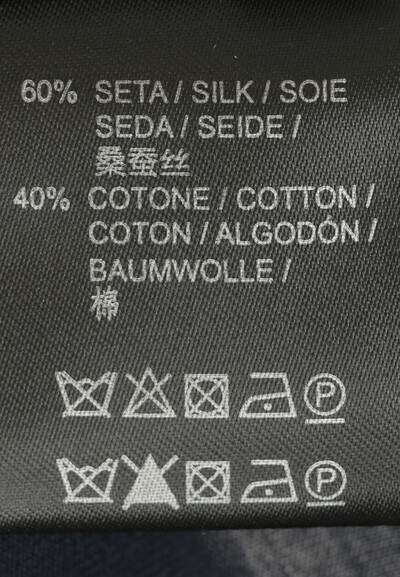 60% SETA / SILK / SOIE
SEDA / SEIDE /
桑蚕丝
40% COTONE / COTTON /
COTON / ALGODÓN /
BAUMWOLLE /
棉
P
P